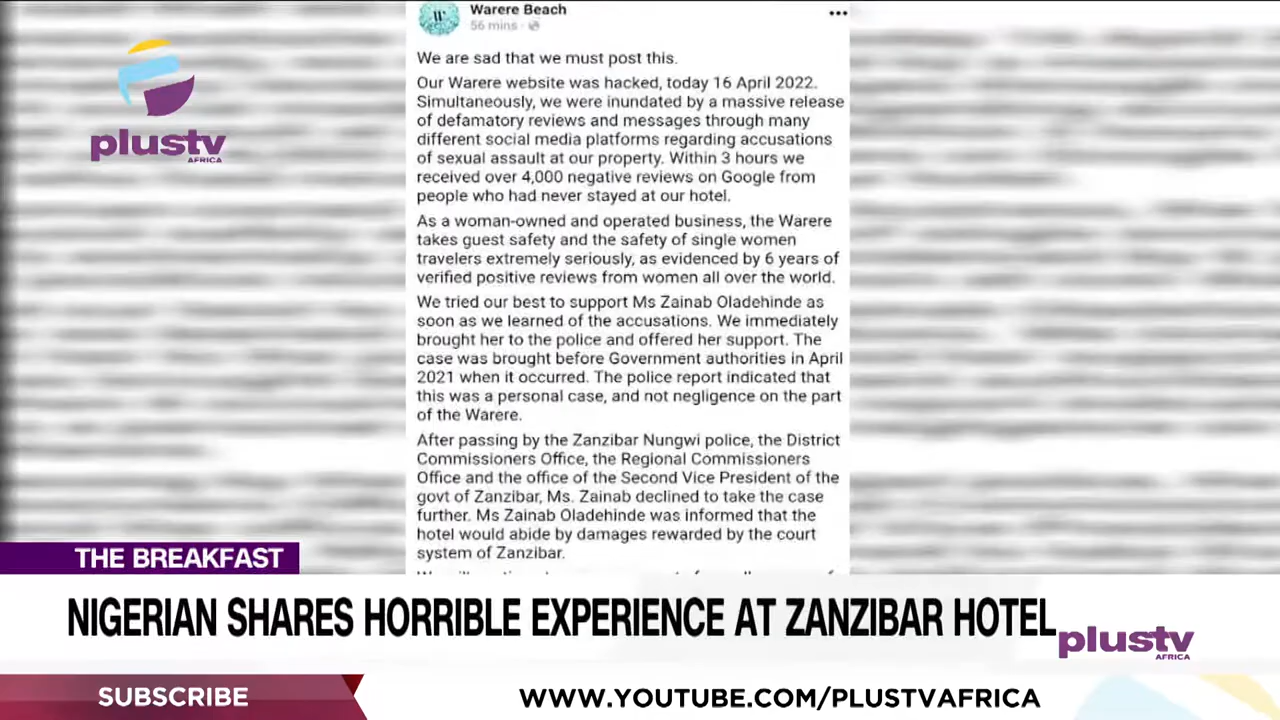 Warere Beach
56 mins ·
We are sad that we must post this.
Our Warere website was hacked, today 16 April 2022.
Simultaneously, we were inundated by a massive release
of defamatory reviews and messages through many
different social media platforms regarding accusations
of sexual assault at our property. Within 3 hours we
received over 4,000 negative reviews on Google from
people who had never stayed at our hotel.
As a woman-owned and operated business, the Warere
takes guest safety and the safety of single women
travelers extremely seriously, as evidenced by 6 years of
verified positive reviews from women all over the world.
We tried our best to support Ms Zainab Oladehinde as
soon as we learned of the accusations. We immediately
brought her to the police and offered her support. The
case was brought before Government authorities in April
2021 when it occurred. The police report indicated that
this was a personal case, and not negligence on the part
of the Warere.
After passing by the Zanzibar Nungwi police, the District
Commissioners Office, the Regional Commissioners
Office and the office of the Second Vice President of the
govt of Zanzibar, Ms. Zainab declined to take the case
further. Ms Zainab Oladehinde was informed that the
hotel would abide by damages rewarded by the court
system of Zanzibar.
plustv
AFRICA
THE BREAKFAST
NIGERIAN SHARES HORRIBLE EXPERIENCE AT ZANZIBAR HOTEL
plustv
AFRICA
SUBSCRIBE
WWW.YOUTUBE.COM/PLUSTVAFRICA